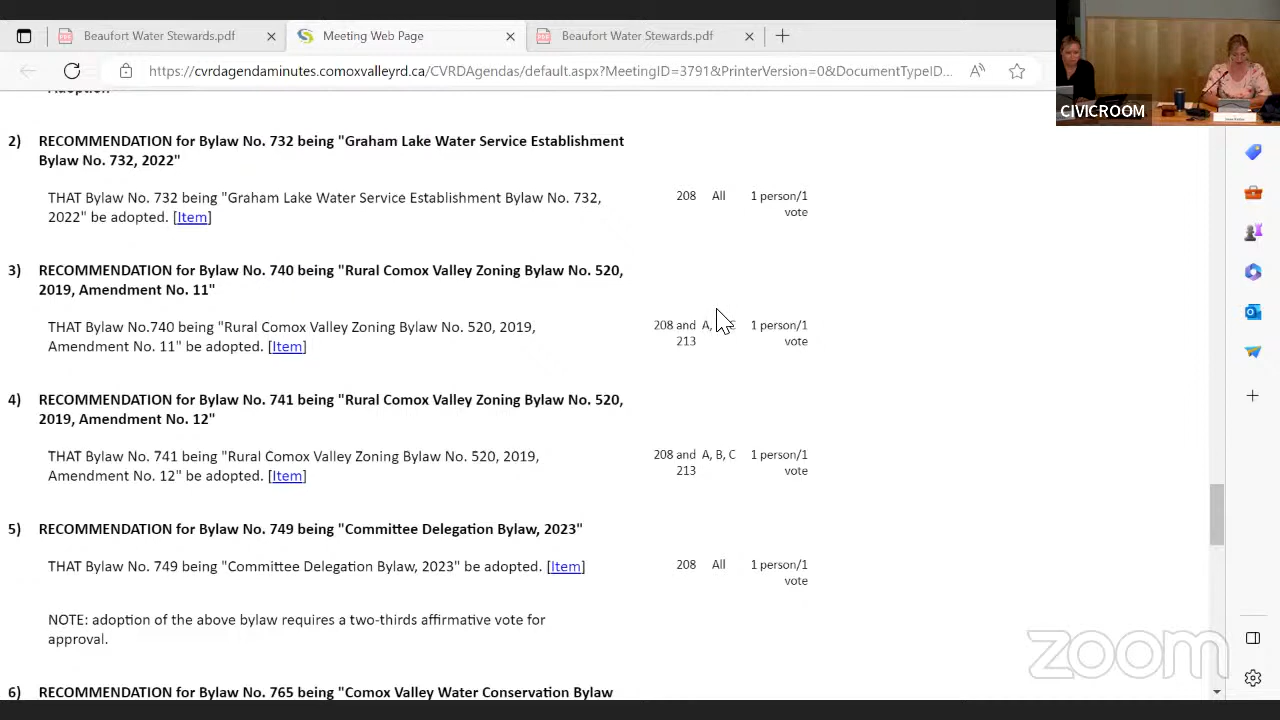 Beaufort Water Stewards.pdf
Meeting Web Page
Beaufort Water Stewards.pdf
https://cvrdagendaminutes.comoxvalleyrd.ca/CVRDAgendas/default.aspx?MeetingID=3791&PrinterVersion=0&DocumentTypeID...
CIVICROOM
Adoption
2) RECOMMENDATION for Bylaw No. 732 being "Graham Lake Water Service Establishment
Bylaw No. 732, 2022"
THAT Bylaw No. 732 being "Graham Lake Water Service Establishment Bylaw No. 732, 208 All 1 person/1
2022" be adopted. [Item] vote
3) RECOMMENDATION for Bylaw No. 740 being "Rural Comox Valley Zoning Bylaw No. 520,
2019, Amendment No. 11"
THAT Bylaw No.740 being "Rural Comox Valley Zoning Bylaw No. 520, 2019, 208 and A, C 1 person/1
Amendment No. 11" be adopted. [Item] 213 vote
4) RECOMMENDATION for Bylaw No. 741 being "Rural Comox Valley Zoning Bylaw No. 520,
2019, Amendment No. 12"
THAT Bylaw No. 741 being "Rural Comox Valley Zoning Bylaw No. 520, 2019, 208 and A, B, C 1 person/1
Amendment No. 12" be adopted. [Item] 213 vote
5) RECOMMENDATION for Bylaw No. 749 being "Committee Delegation Bylaw, 2023"
THAT Bylaw No. 749 being "Committee Delegation Bylaw, 2023" be adopted. [Item] 208 All 1 person/1
vote
NOTE: adoption of the above bylaw requires a two-thirds affirmative vote for
approval.
6) RECOMMENDATION for Bylaw No. 765 being "Comox Valley Water Conservation Bylaw
zoom